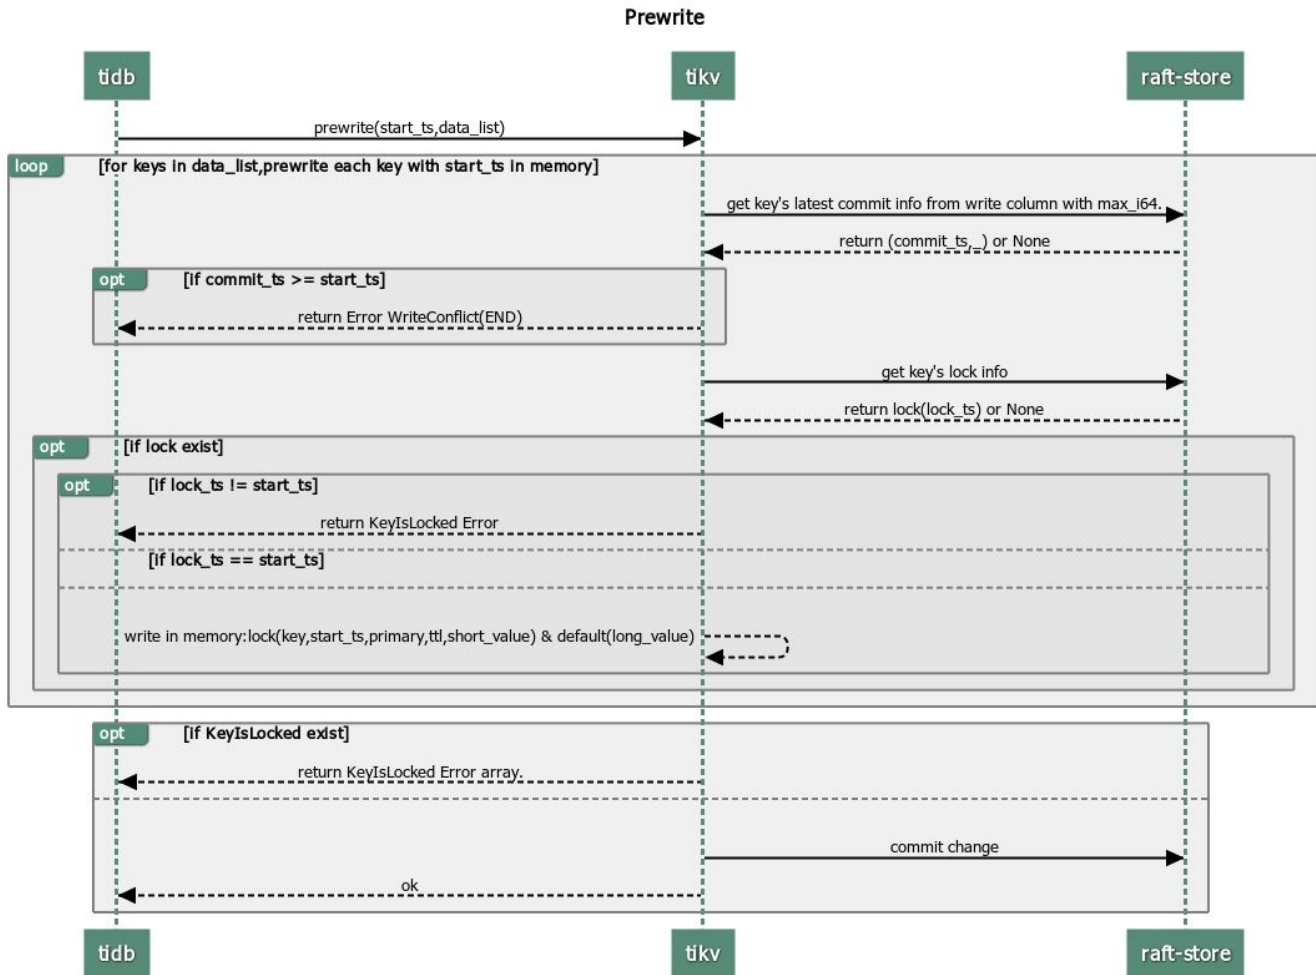 Prewrite
tidb
tikv
raft-store
prewrite(start_ts,data_list)
loop
[for keys in data_list,prewrite each key with start_ts in memory]
get key's latest commit info from write column with max_i64.
return (commit_ts,_) or None
opt
[if commit_ts >= start_ts]
return Error WriteConflict(END)
get key's lock info
return lock(lock_ts) or None
opt
[if lock exist]
opt
[if lock_ts != start_ts]
return KeyIsLocked Error
[if lock_ts == start_ts]
write in memory:lock(key,start_ts,primary,ttl,short_value) & default(long_value)
opt
[if KeyIsLocked exist]
return KeyIsLocked Error array.
commit change
ok
tidb
tikv
raft-store